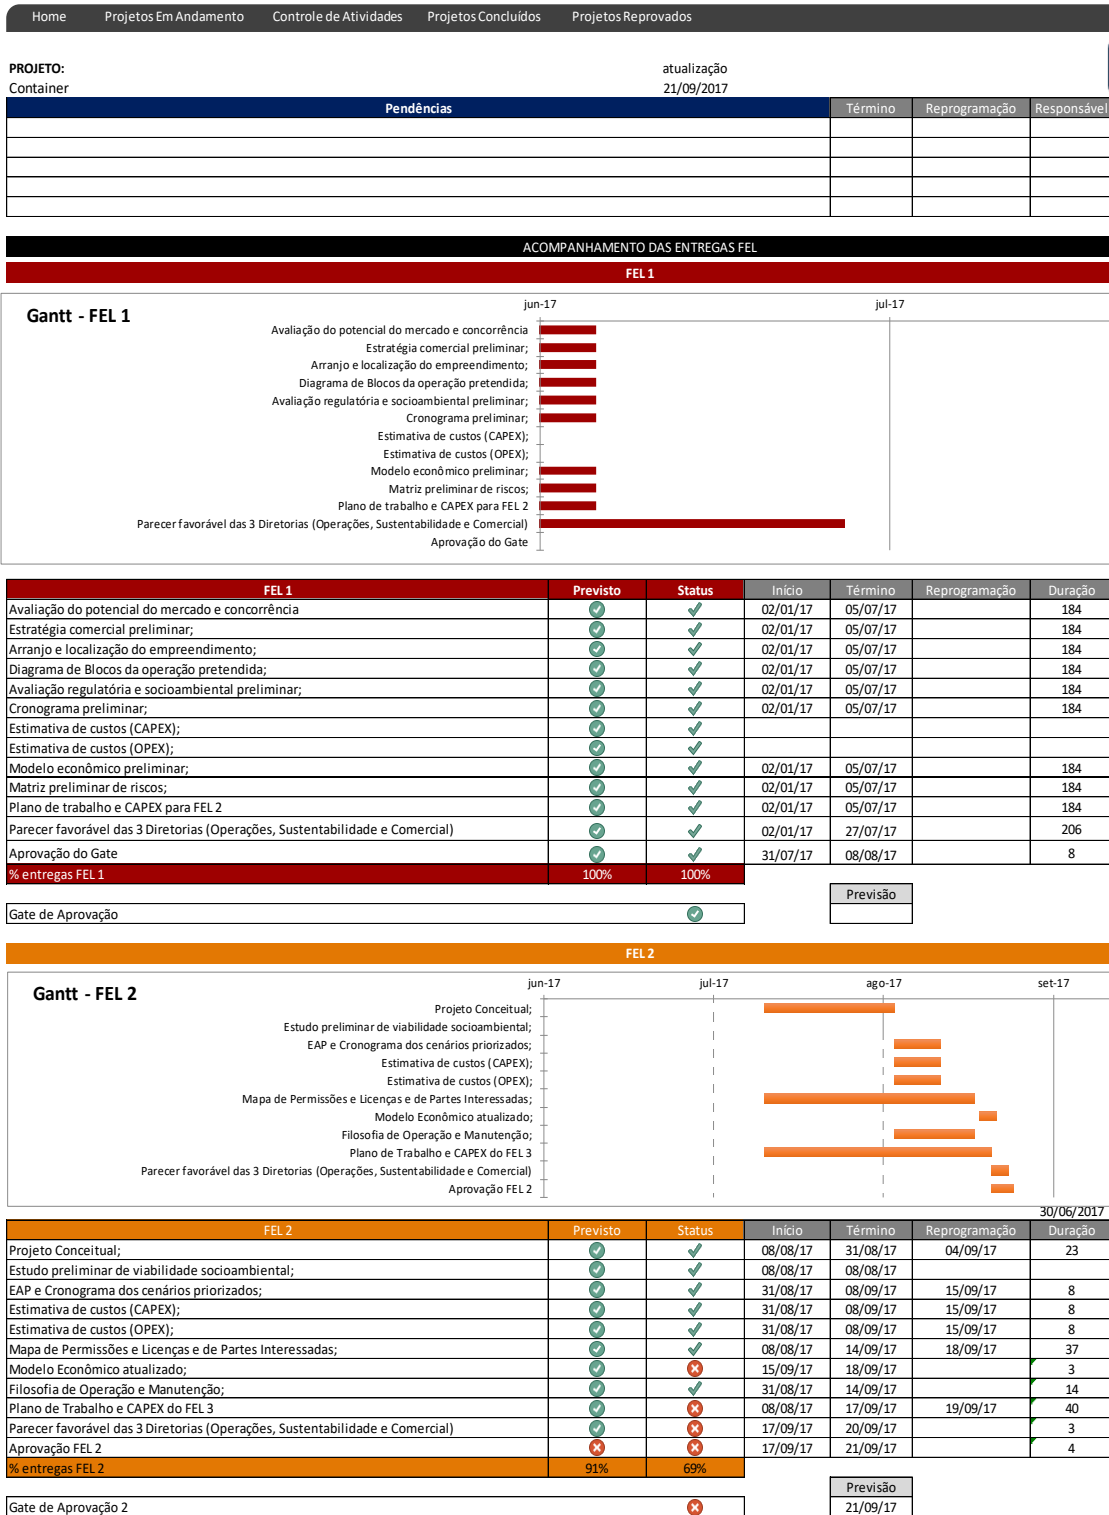 Home Projetos Em Andamento Controle de Atividades Projetos Concluídos Projetos Reprovados
PROJETO: atualização
Container 21/09/2017
Pendências Término Reprogramação Responsável
ACOMPANHAMENTO DAS ENTREGAS FEL
FEL 1
Gantt - FEL 1
jun-17 jul-17
Avaliação do potencial do mercado e concorrência
Estratégia comercial preliminar;
Arranjo e localização do empreendimento;
Diagrama de Blocos da operação pretendida;
Avaliação regulatória e socioambiental preliminar;
Cronograma preliminar;
Estimativa de custos (CAPEX);
Estimativa de custos (OPEX);
Modelo econômico preliminar;
Matriz preliminar de riscos;
Plano de trabalho e CAPEX para FEL 2
Parecer favorável das 3 Diretorias (Operações, Sustentabilidade e Comercial)
Aprovação do Gate
FEL 1 Previsto Status Início Término Reprogramação Duração
Avaliação do potencial do mercado e concorrência 02/01/17 05/07/17 184
Estratégia comercial preliminar; 02/01/17 05/07/17 184
Arranjo e localização do empreendimento; 02/01/17 05/07/17 184
Diagrama de Blocos da operação pretendida; 02/01/17 05/07/17 184
Avaliação regulatória e socioambiental preliminar; 02/01/17 05/07/17 184
Cronograma preliminar; 02/01/17 05/07/17 184
Estimativa de custos (CAPEX);
Estimativa de custos (OPEX);
Modelo econômico preliminar; 02/01/17 05/07/17 184
Matriz preliminar de riscos; 02/01/17 05/07/17 184
Plano de trabalho e CAPEX para FEL 2 02/01/17 05/07/17 184
Parecer favorável das 3 Diretorias (Operações, Sustentabilidade e Comercial) 02/01/17 27/07/17 206
Aprovação do Gate 31/07/17 08/08/17 8
% entregas FEL 1 100% 100%
Previsão
Gate de Aprovação
FEL 2
Gantt - FEL 2
jun-17 jul-17 ago-17 set-17
Projeto Conceitual;
Estudo preliminar de viabilidade socioambiental;
EAP e Cronograma dos cenários priorizados;
Estimativa de custos (CAPEX);
Estimativa de custos (OPEX);
Mapa de Permissões e Licenças e de Partes Interessadas;
Modelo Econômico atualizado;
Filosofia de Operação e Manutenção;
Plano de Trabalho e CAPEX do FEL 3
Parecer favorável das 3 Diretorias (Operações, Sustentabilidade e Comercial)
Aprovação FEL 2
30/06/2017
FEL 2 Previsto Status Início Término Reprogramação Duração
Projeto Conceitual; 08/08/17 31/08/17 04/09/17 23
Estudo preliminar de viabilidade socioambiental; 08/08/17 08/08/17
EAP e Cronograma dos cenários priorizados; 31/08/17 08/09/17 15/09/17 8
Estimativa de custos (CAPEX); 31/08/17 08/09/17 15/09/17 8
Estimativa de custos (OPEX); 31/08/17 08/09/17 15/09/17 8
Mapa de Permissões e Licenças e de Partes Interessadas; 08/08/17 14/09/17 18/09/17 37
Modelo Econômico atualizado; 15/09/17 18/09/17 3
Filosofia de Operação e Manutenção; 31/08/17 14/09/17 14
Plano de Trabalho e CAPEX do FEL 3 08/08/17 17/09/17 19/09/17 40
Parecer favorável das 3 Diretorias (Operações, Sustentabilidade e Comercial) 17/09/17 20/09/17 3
Aprovação FEL 2 17/09/17 21/09/17 4
% entregas FEL 2 91% 69%
Previsão
Gate de Aprovação 2 21/09/17